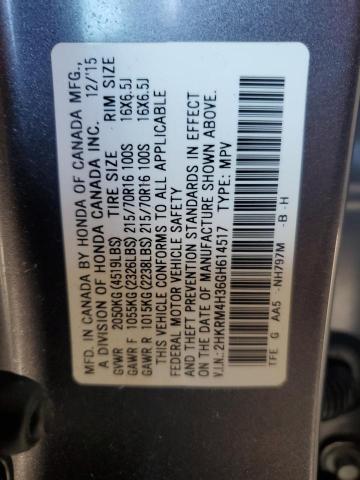 MFD. IN CANADA BY HONDA OF CANADA MFG.,
A DIVISION OF HONDA CANADA INC. 12/'15
GVWR 2050KG (4519LBS) TIRE SIZE RIM SIZE
GAWR F 1055KG (2326LBS) 215/70R16 100S 16X6.5J
GAWR R 1015KG (2238LBS) 215/70R16 100S 16X6.5J
THIS VEHICLE CONFORMS TO ALL APPLICABLE
FEDERAL MOTOR VEHICLE SAFETY
AND THEFT PREVENTION STANDARDS IN EFFECT
ON THE DATE OF MANUFACTURE SHOWN ABOVE.
V.I.N.: 2HKRM4H36GH614517 TYPE: MPV
TFE G AA5 -NH797M -B-H